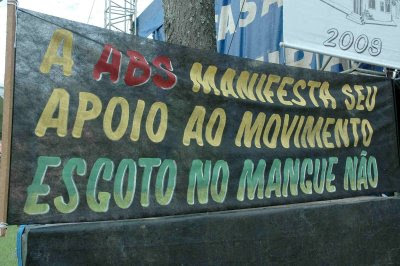 A ABS MANIFESTA SEU
APOIO AO MOVIMENTO
ESGOTO NO MANGUE NÃO
2009